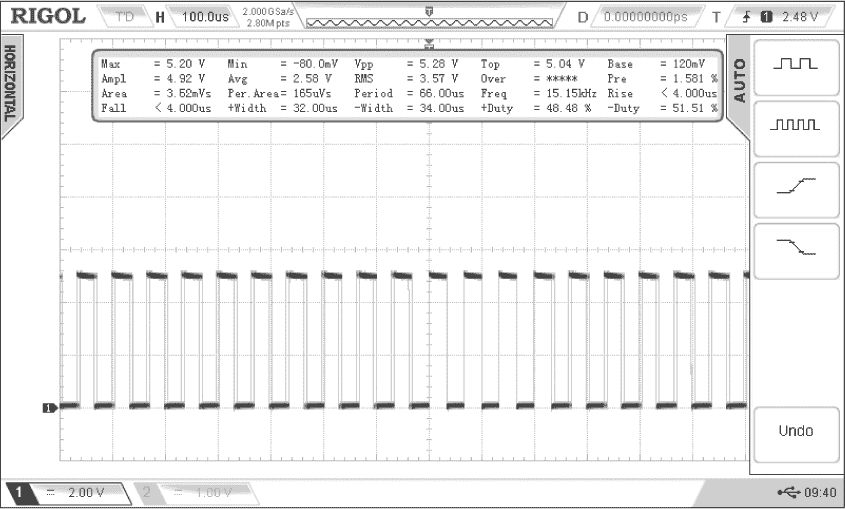 RIGOL T'D H 100.0us 2.000GSa/s 2.80Mpts D 0.00000000ps T 1 2.48 V
HORIZONTAL
Max = 5.20 V Min = -80.0mV Vpp = 5.28 V Top = 5.04 V Base = 120mV
Ampl = 4.92 V Avg = 2.58 V RMS = 3.57 V Over = ***** Pre = 1.581 %
Area = 3.62mVs Per.Area= 165uVs Period = 66.00us Freq = 15.15kHz Rise < 4.000us
Fall < 4.000us +Width = 32.00us -Width = 34.00us +Duty = 48.48 % -Duty = 51.51 %
AUTO
1
Undo
1 = 2.00 V 2 = 1.00 V 09:40